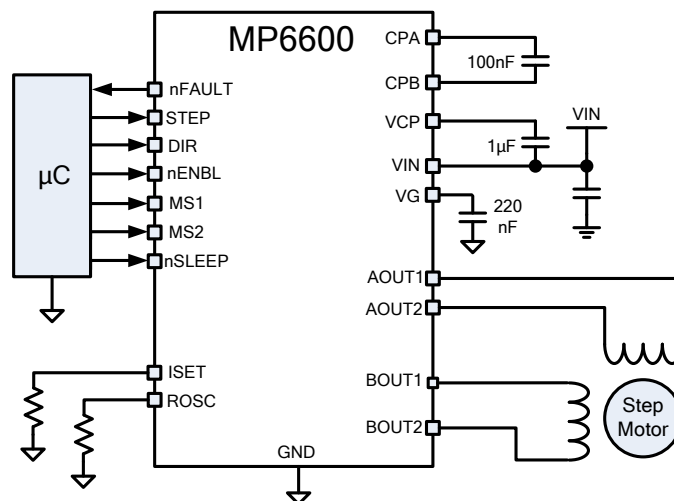 MP6600
µC
nFAULT
STEP
DIR
nENBL
MS1
MS2
nSLEEP
ISET
ROSC
GND
CPA
CPB
VCP
VIN
VG
AOUT1
AOUT2
BOUT1
BOUT2
100nF
1µF
VIN
220
nF
Step
Motor